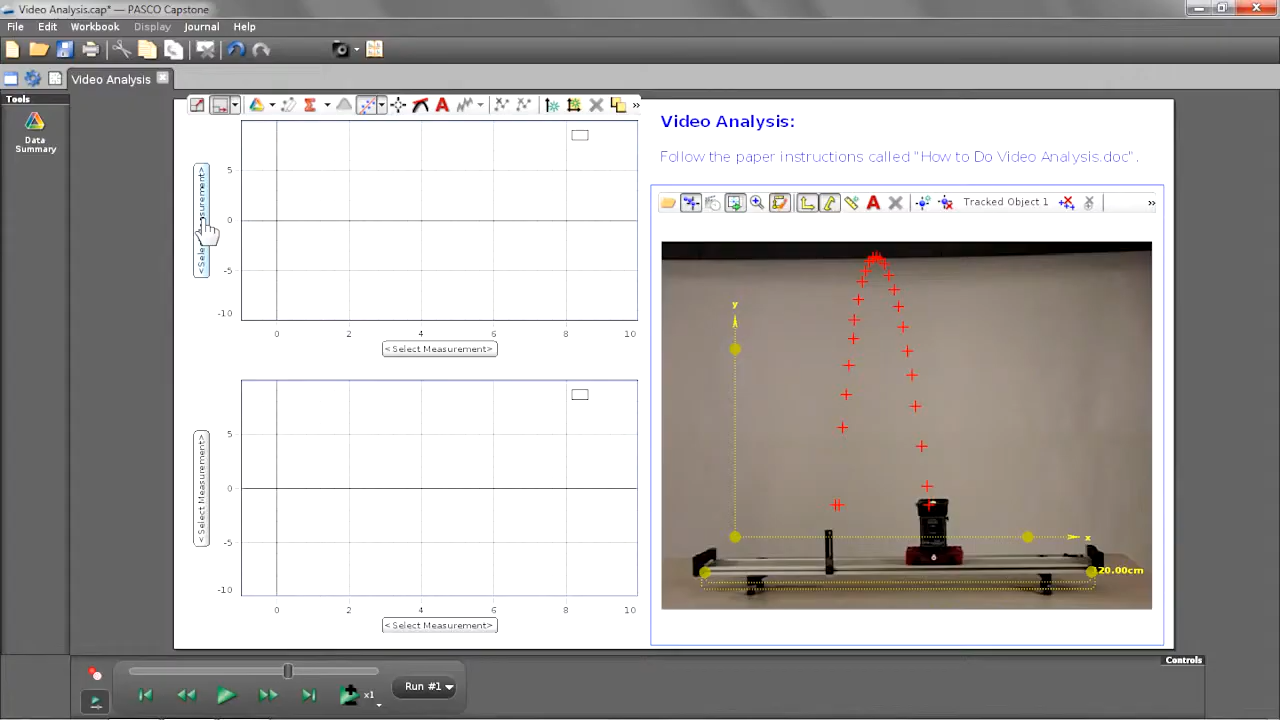 Video Analysis.cap* — PASCO Capstone
File Edit Workbook Display Journal Help
Video Analysis
Tools
Data
Summary
5
0
-5
-10
0 2 4 6 8 10
< Select Measurement>
5
0
-5
-10
< Select Measurement>
0 2 4 6 8 10
< Select Measurement>
Video Analysis:
Follow the paper instructions called "How to Do Video Analysis.doc".
Tracked Object 1
y
x
20.00cm
x1
Run #1
Controls